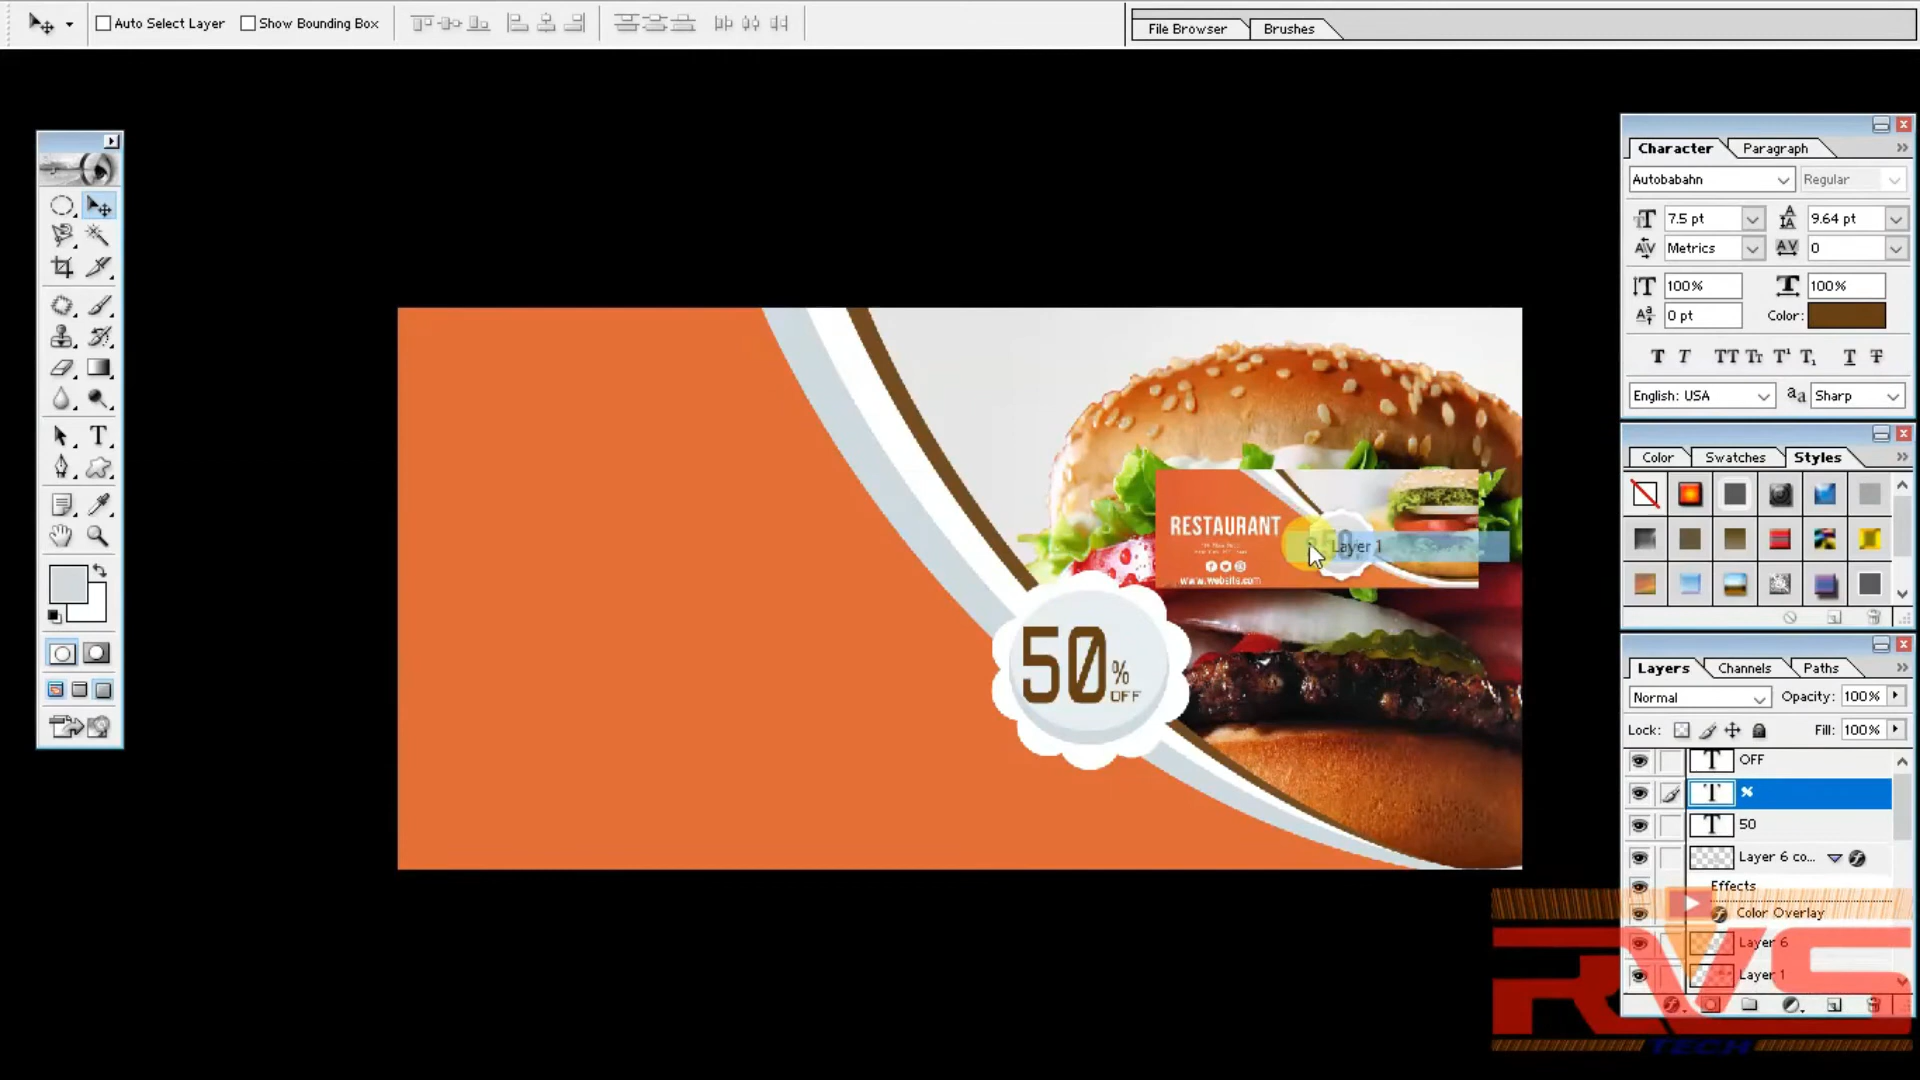 Auto Select Layer
Show Bounding Box
File Browser
Brushes
Character
Paragraph
Autobabahn
Regular
7.5 pt
9.64 pt
Metrics
0
100%
100%
0 pt
Color:
English: USA
Sharp
Color
Swatches
Styles
Layers
Channels
Paths
Normal
Opacity: 100%
Lock:
Fill: 100%
OFF
%
50
Layer 6 co...
Effects
Color Overlay
Layer 6
Layer 1
RESTAURANT
www.website.com
Layer 1
50%
OFF
RVS
TECH